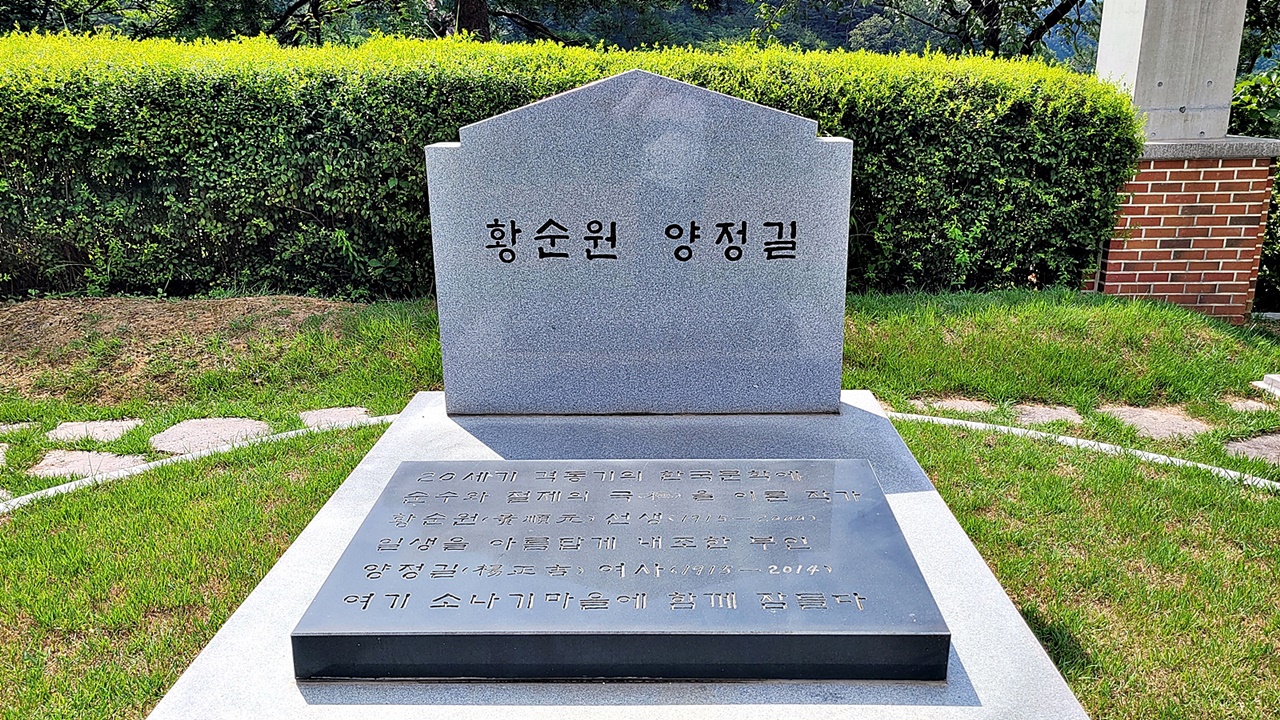 황순원 양정길
20세기 격동기의 한국문학에
순수와 절제의 극 을 이룬 작가
황순원(黃順元) 선생(1915-2000)
일생을 아름답게 내조한 부인
양정길(楊正吉) 여사(1915-2014)
여기 소나기마을에 함께 잠들다